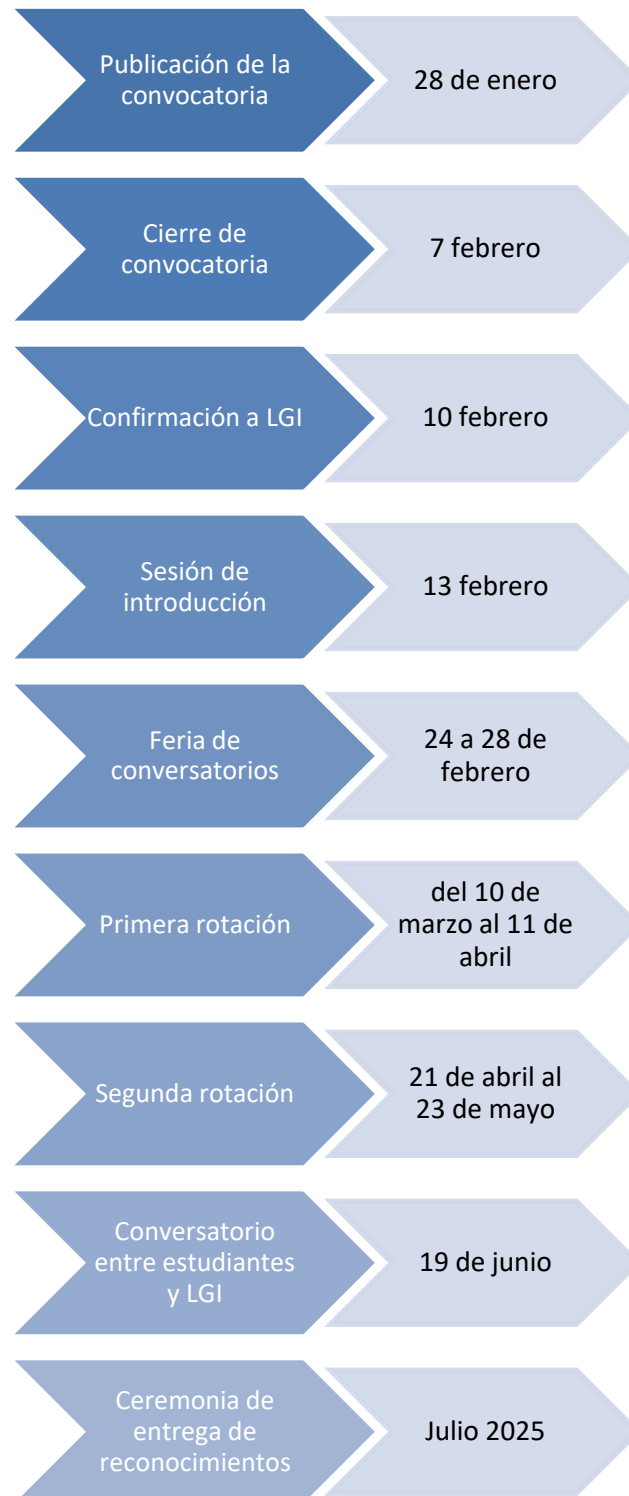 Publicación de la
convocatoria
28 de enero
Cierre de
convocatoria
7 febrero
Confirmación a LGI
10 febrero
Sesión de
introducción
13 febrero
Feria de
conversatorios
24 a 28 de
febrero
Primera rotación
del 10 de
marzo al 11 de
abril
Segunda rotación
21 de abril al
23 de mayo
Conversatorio
entre estudiantes
y LGI
19 de junio
Ceremonia de
entrega de
reconocimientos
Julio 2025